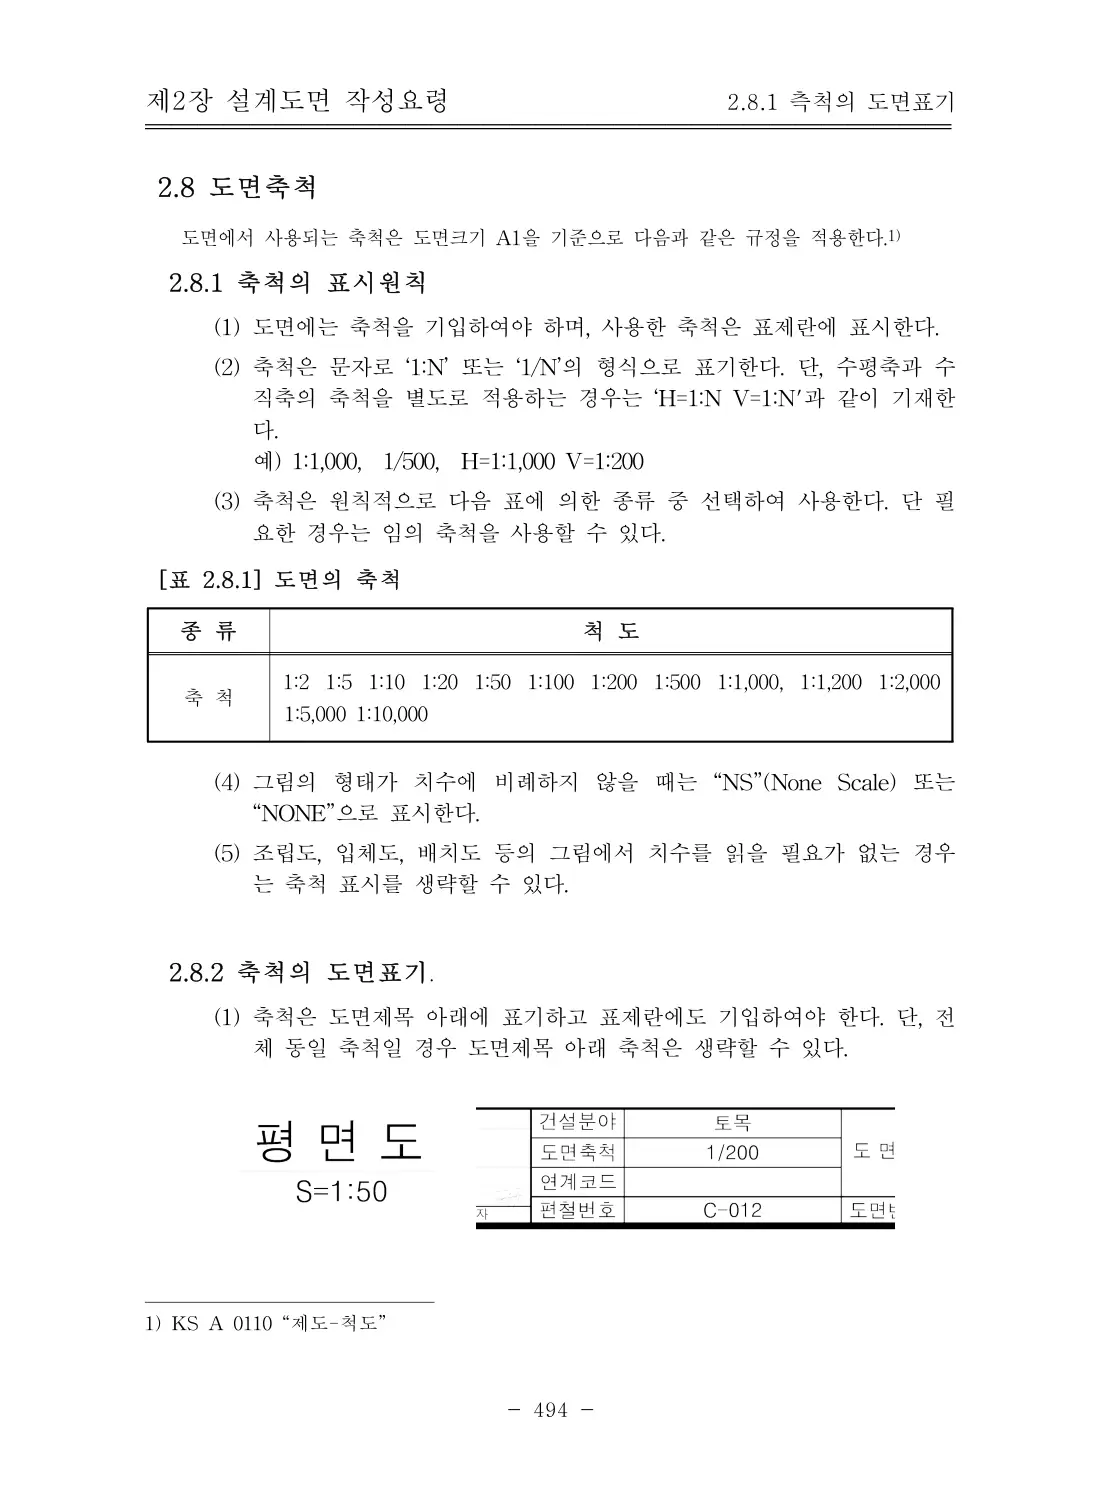 제2장 설계도면 작성요령
2.8.1 측척의 도면표기
2.8 도면축척
도면에서 사용되는 축척은 도면크기 A1을 기준으로 다음과 같은 규정을 적용한다.1)
2.8.1 축척의 표시원칙
(1) 도면에는 축척을 기입하여야 하며, 사용한 축척은 표제란에 표시한다.
(2) 축척은 문자로 ‘1:N’ 또는 ‘1/N’의 형식으로 표기한다. 단, 수평축과 수
직축의 축척을 별도로 적용하는 경우는 ‘H=1:N V=1:N′과 같이 기재한
다.
예) 1:1,000, 1/500, H=1:1,000 V=1:200
(3) 축척은 원칙적으로 다음 표에 의한 종류 중 선택하여 사용한다. 단 필
요한 경우는 임의 축척을 사용할 수 있다.
[표 2.8.1] 도면의 축척
종 류 척 도
축 척 1:2 1:5 1:10 1:20 1:50 1:100 1:200 1:500 1:1,000, 1:1,200 1:2,000
1:5,000 1:10,000
(4) 그림의 형태가 치수에 비례하지 않을 때는 “NS”(None Scale) 또는
“NONE”으로 표시한다.
(5) 조립도, 입체도, 배치도 등의 그림에서 치수를 읽을 필요가 없는 경우
는 축척 표시를 생략할 수 있다.
2.8.2 축척의 도면표기.
(1) 축척은 도면제목 아래에 표기하고 표제란에도 기입하여야 한다. 단, 전
체 동일 축척일 경우 도면제목 아래 축척은 생략할 수 있다.
평 면 도
S=1:50
건설분야 토목
도면축척 1/200 도 면
연계코드
자 편철번호 C-012 도면
1) KS A 0110 “제도-척도”
- 494 -